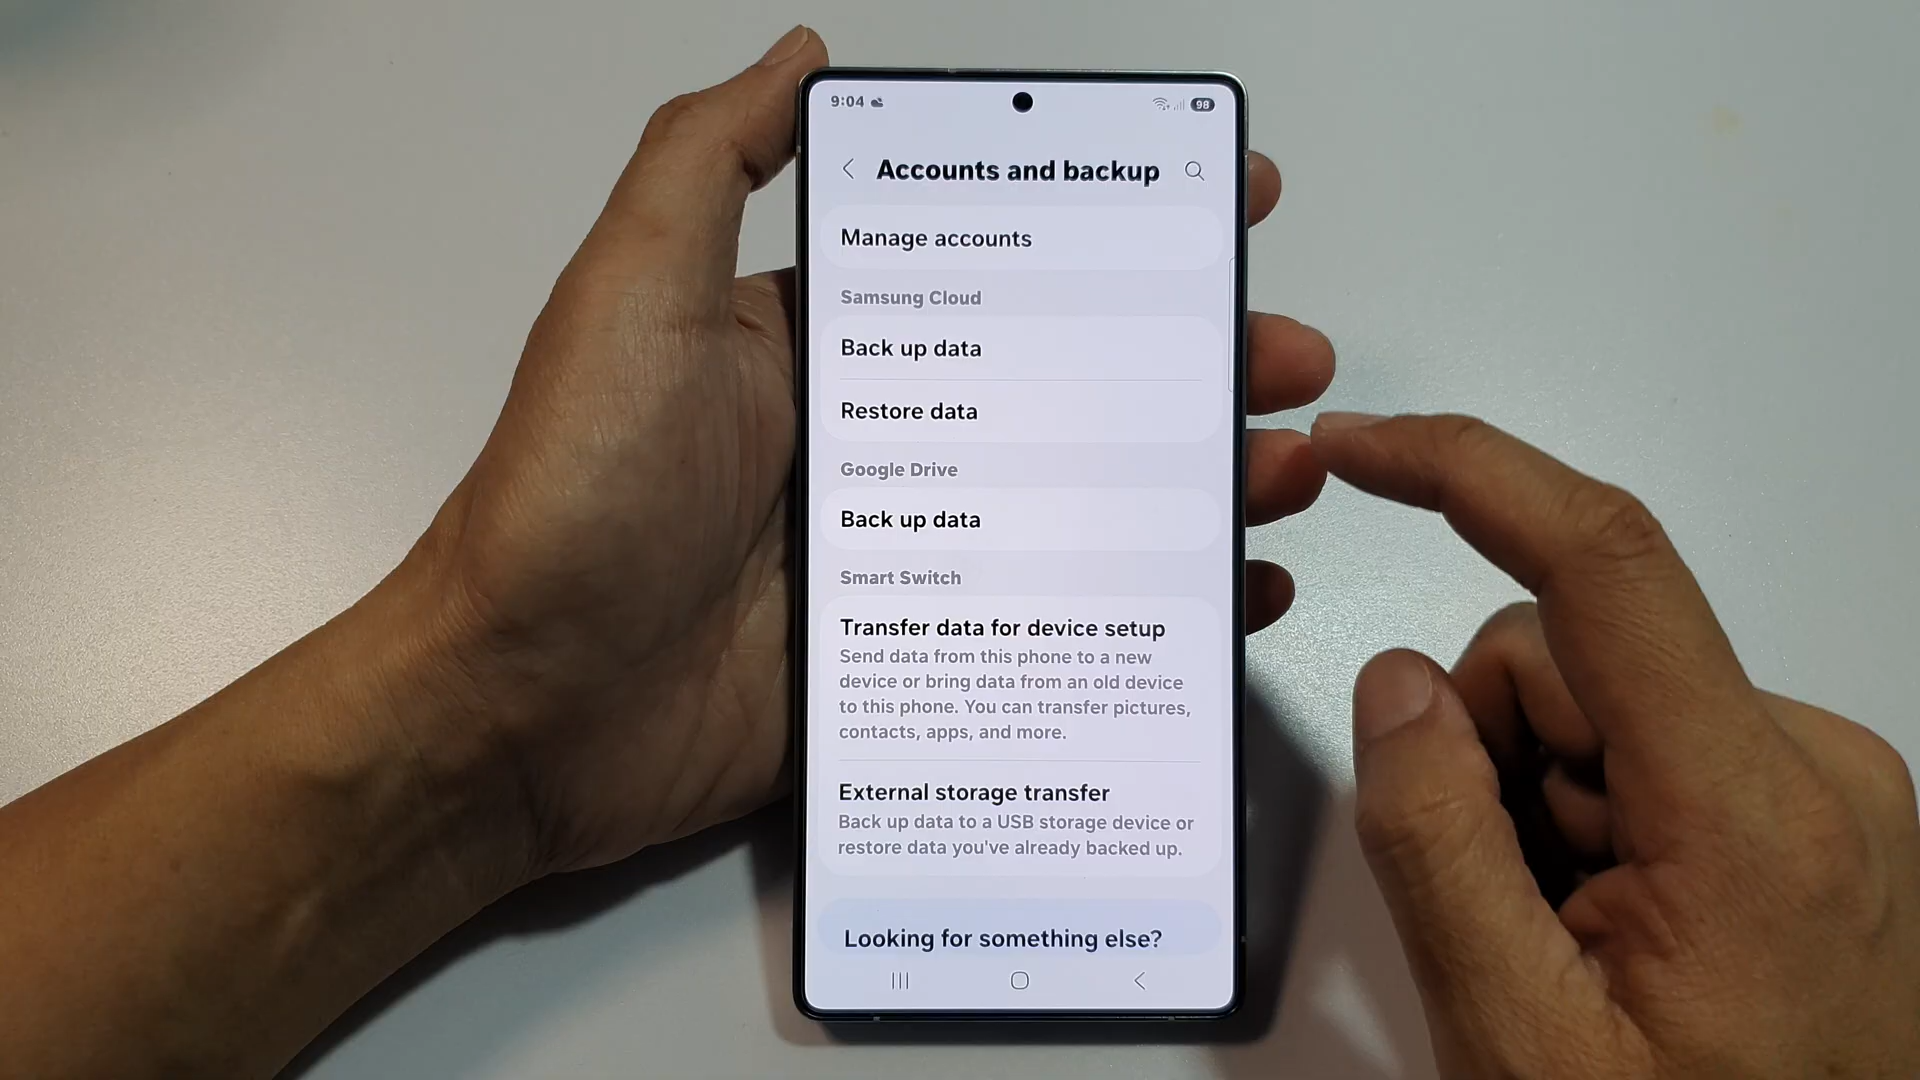 9:04
98
Accounts and backup
Manage accounts
Samsung Cloud
Back up data
Restore data
Google Drive
Back up data
Smart Switch
Transfer data for device setup
Send data from this phone to a new
device or bring data from an old device
to this phone. You can transfer pictures,
contacts, apps, and more.
External storage transfer
Back up data to a USB storage device or
restore data you've already backed up.
Looking for something else?